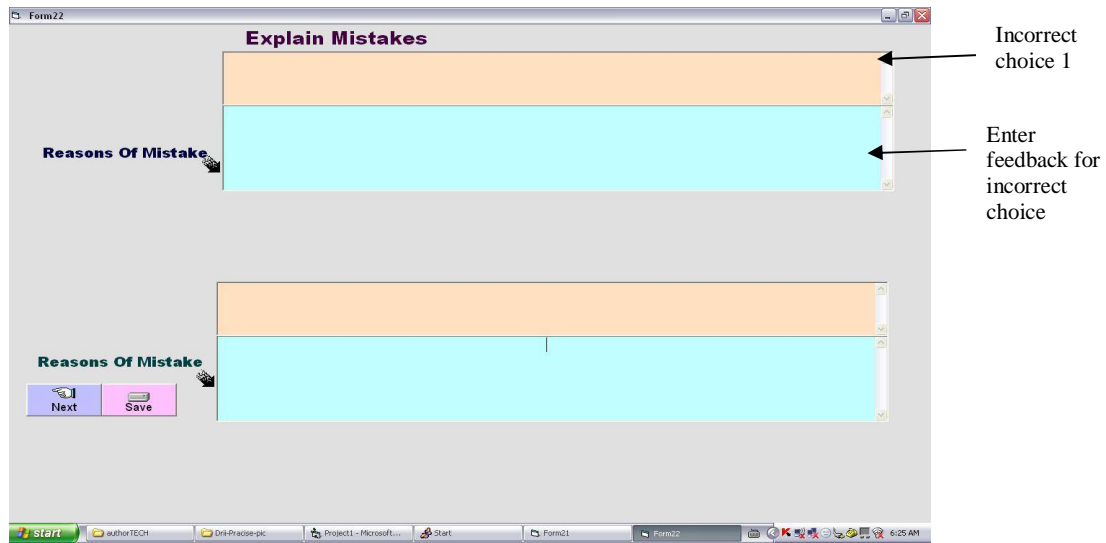 Form22
Explain Mistakes
Incorrect
choice 1
Reasons Of Mistake
Enter
feedback for
incorrect
choice
Reasons Of Mistake
Next
Save
start
authorTECH
Dril-Pracise-pic
Project1 - Microsoft...
Start
Form21
Form22
6:25 AM